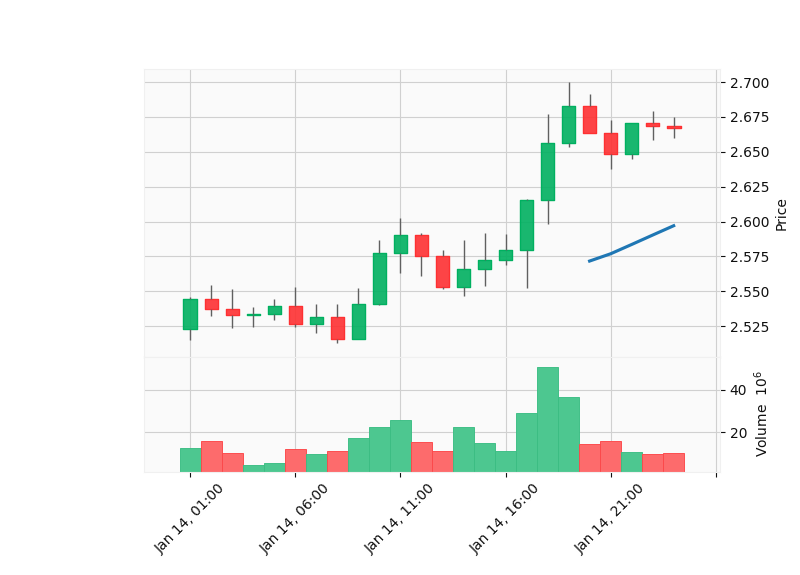 2.700
2.675
2.650
2.625
2.600
2.575
2.550
2.525
Price
40
20
Volume 10⁶
Jan 14, 01:00
Jan 14, 06:00
Jan 14, 11:00
Jan 14, 16:00
Jan 14, 21:00